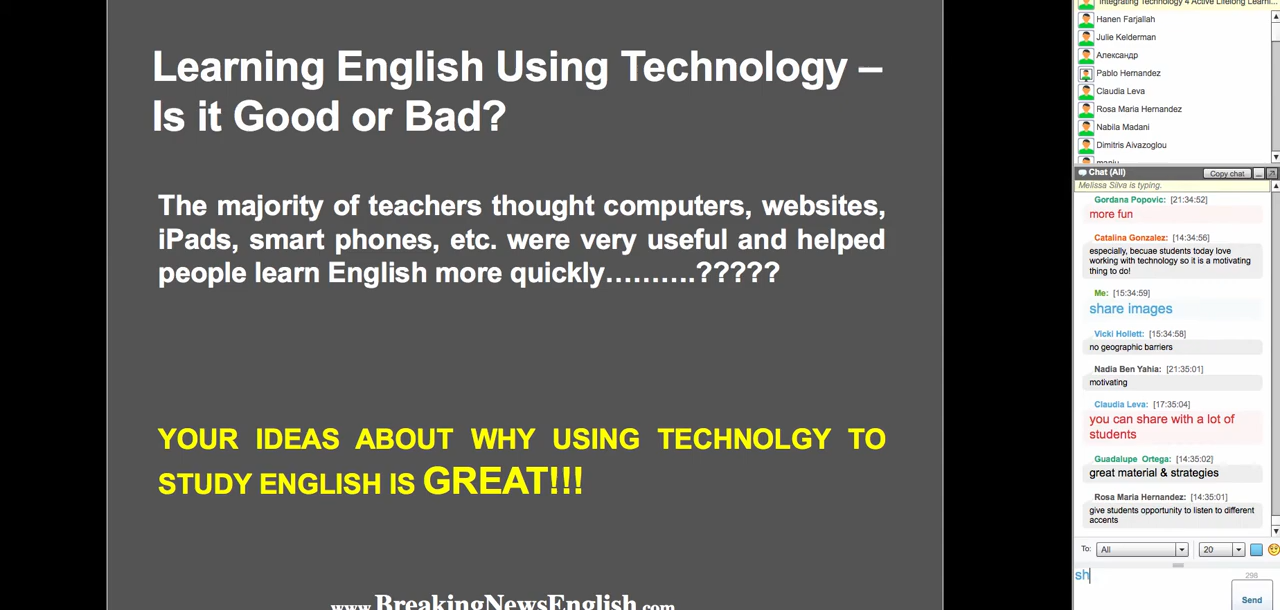 Learning English Using Technology –
Is it Good or Bad?
The majority of teachers thought computers, websites,
iPads, smart phones, etc. were very useful and helped
people learn English more quickly……….?????
YOUR IDEAS ABOUT WHY USING TECHNOLGY TO
STUDY ENGLISH IS GREAT!!!
www.BreakingNewsEnglish.com
Integrating Technology 4 Active Lifelong Learni...
Hanen Farjallah
Julie Kelderman
Александр
Pablo Hernandez
Claudia Leva
Rosa Maria Hernandez
Nabila Madani
Dimitris Aivazoglou
Chat (All)
Copy chat
Melissa Silva is typing.
Gordana Popovic: [21:34:52]
more fun
Catalina Gonzalez: [14:34:56]
especially, becuae students today love
working with technology so it is a motivating
thing to do!
Me: [15:34:59]
share images
Vicki Hollett: [15:34:58]
no geographic barriers
Nadia Ben Yahia: [21:35:01]
motivating
Claudia Leva: [17:35:04]
you can share with a lot of
students
Guadalupe Ortega: [14:35:02]
great material & strategies
Rosa Maria Hernandez: [14:35:01]
give students opportunity to listen to different
accents
To: All 20
sh
298
Send